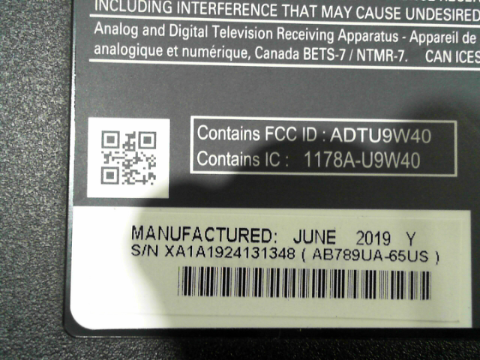 INCLUDING INTERFERENCE THAT MAY CAUSE UNDESIRED
Analog and Digital Television Receiving Apparatus - Appareil de
analogique et numérique, Canada BETS-7 / NTMR-7. CAN ICES
Contains FCC ID : ADTU9W40
Contains IC : 1178A-U9W40
MANUFACTURED: JUNE 2019 Y
S/N XA1A1924131348 ( AB789UA-65US )